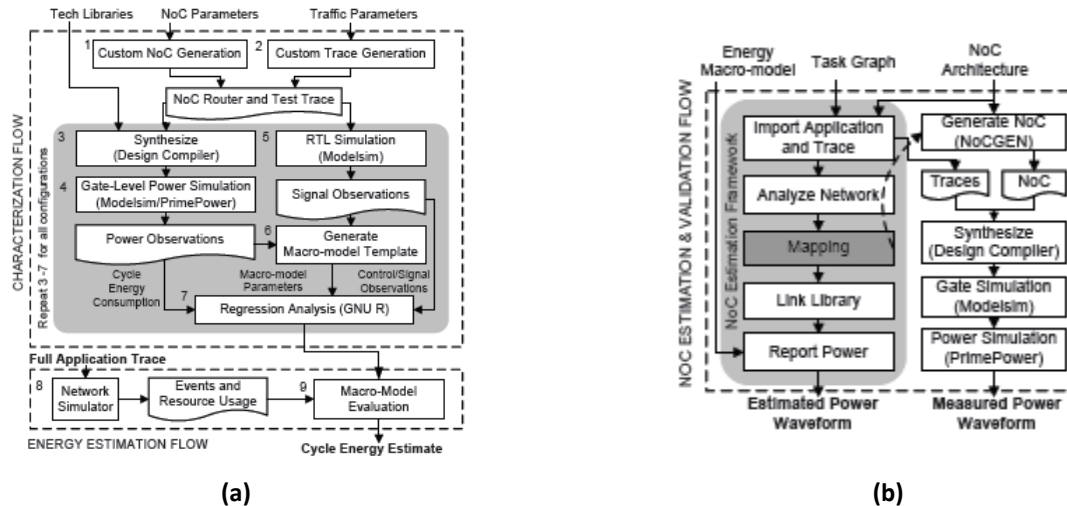 Tech Libraries
NoC Parameters
Traffic Parameters
1
Custom NoC Generation
2
Custom Trace Generation
NoC Router and Test Trace
3
Synthesize
(Design Compiler)
5
RTL Simulation
(Modelsim)
4
Gate-Level Power Simulation
(Modelsim/PrimePower)
Signal Observations
Power Observations
6
Generate
Macro-model Template
Cycle
Energy
Consumption
Macro-model
Parameters
Control/Signal
Observations
7
Regression Analysis (GNU R)
CHARACTERIZATION FLOW
Repeat 3 -7 for all configurations
Full Application Trace
8
Network
Simulator
Events and
Resource Usage
9
Macro-Model
Evaluation
ENERGY ESTIMATION FLOW
Cycle Energy Estimate
(a)
Energy
Macro-model
Task Graph
NoC
Architecture
NOC ESTIMATION & VALIDATION FLOW
NoC Estimation Framework
Import Application
and Trace
Generate NoC
(NoCGEN)
Analyze Network
Traces
NoC
Mapping
Synthesize
(Design Compiler)
Link Library
Gate Simulation
(Modelsim)
Report Power
Power Simulation
(PrimePower)
Estimated Power
Waveform
Measured Power
Waveform
(b)